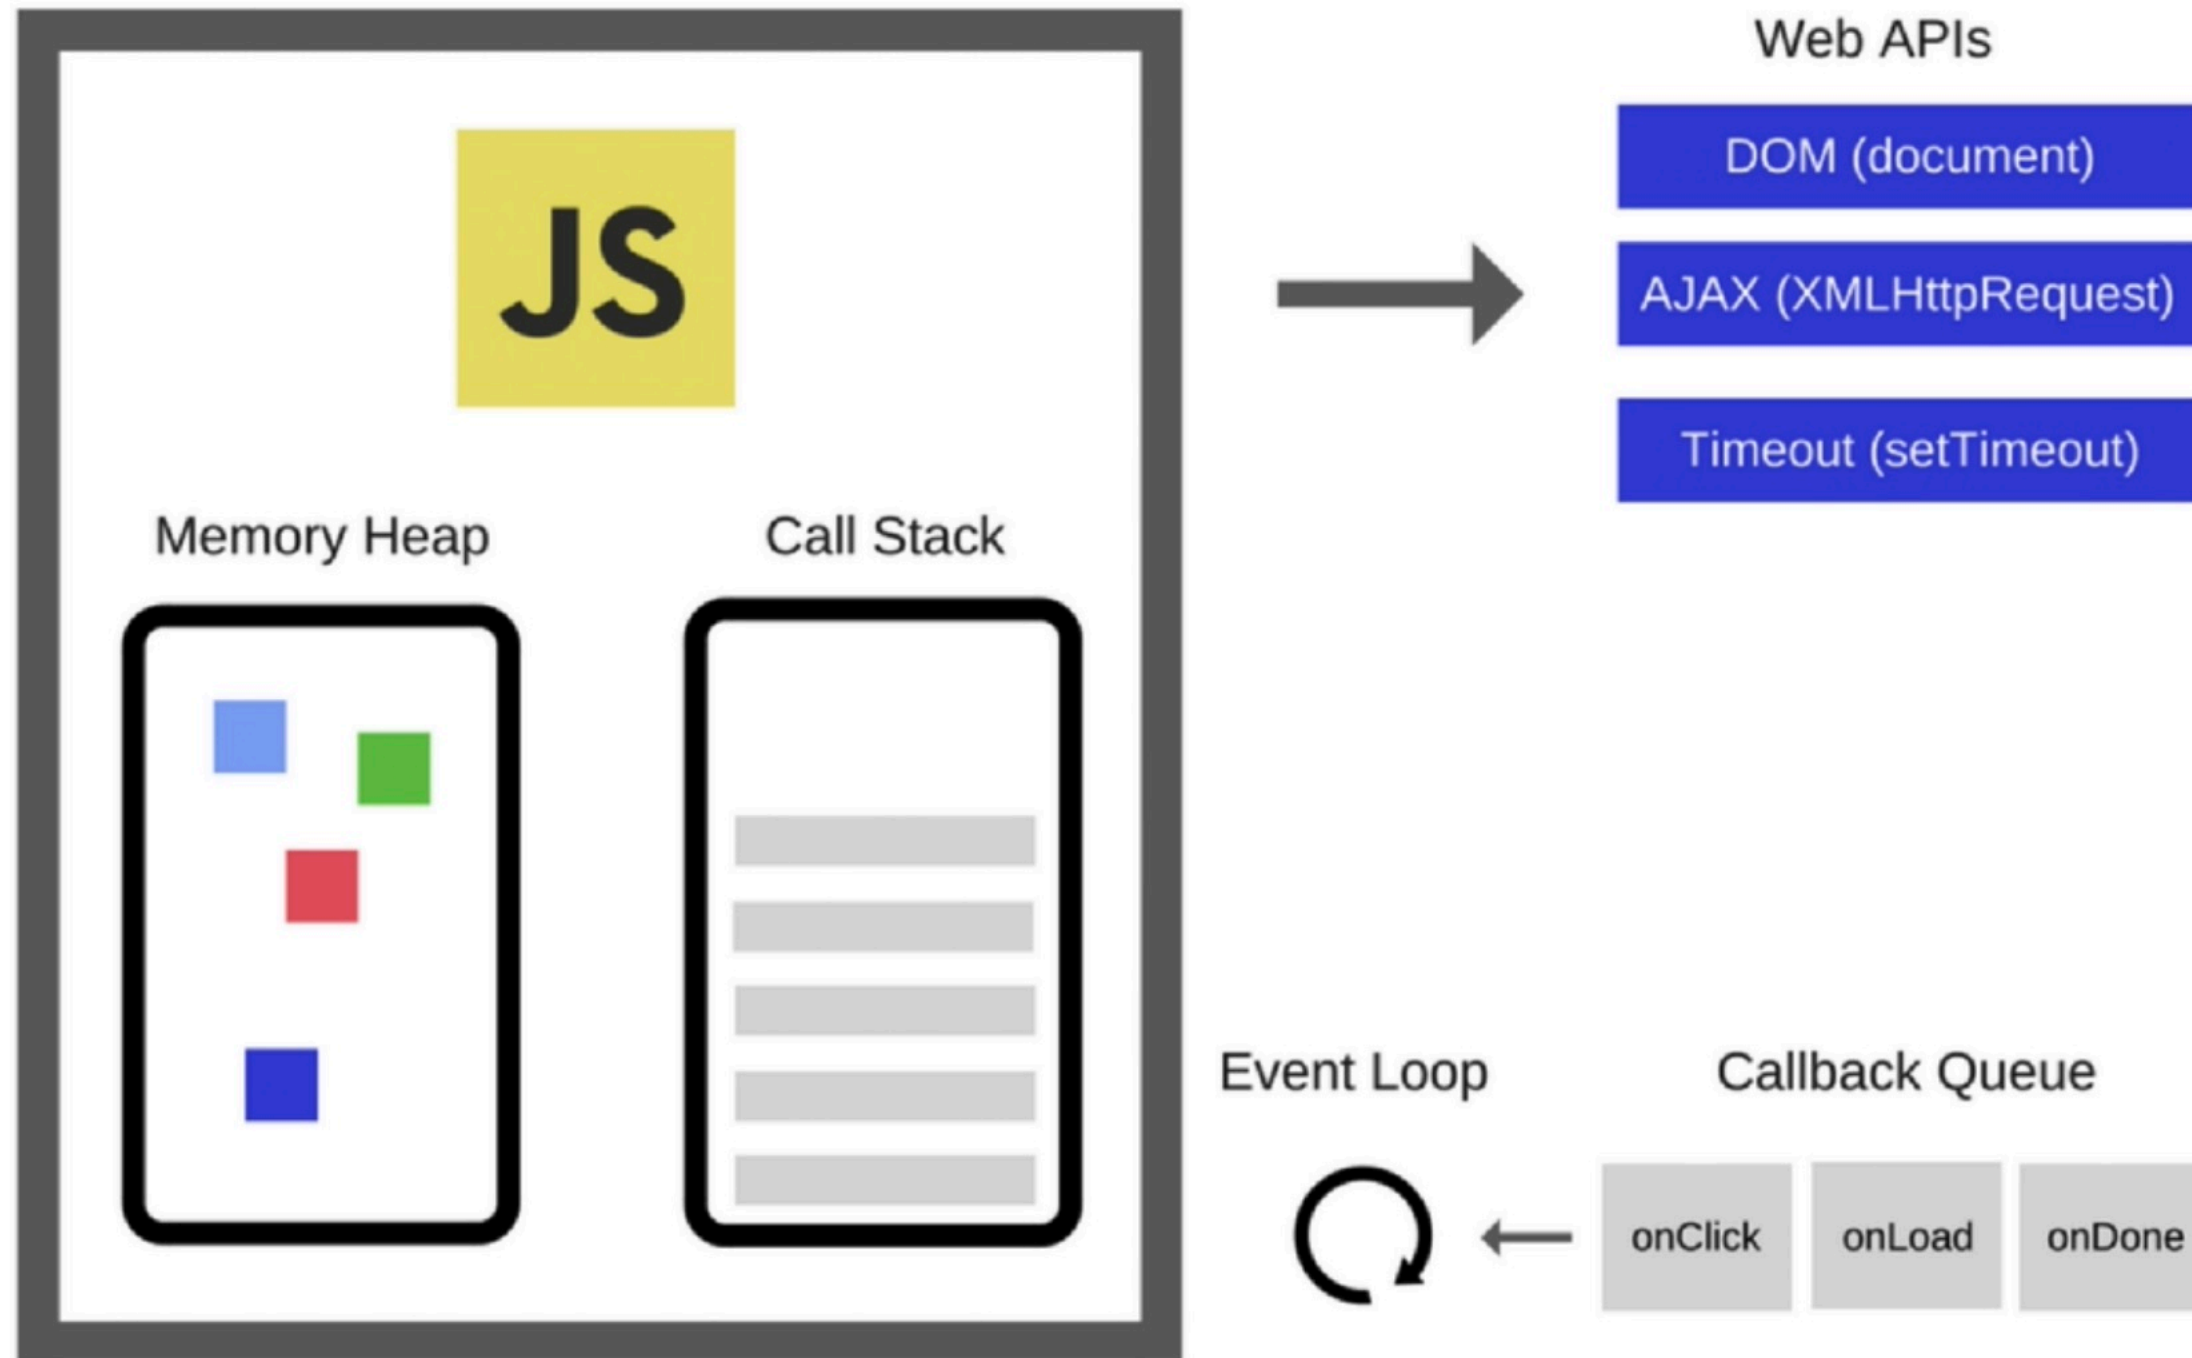 Web APIs
DOM (document)
JS
AJAX (XMLHttpRequest)
Timeout (setTimeout)
Memory Heap
Call Stack
Event Loop
Callback Queue
onClick
onLoad
onDone